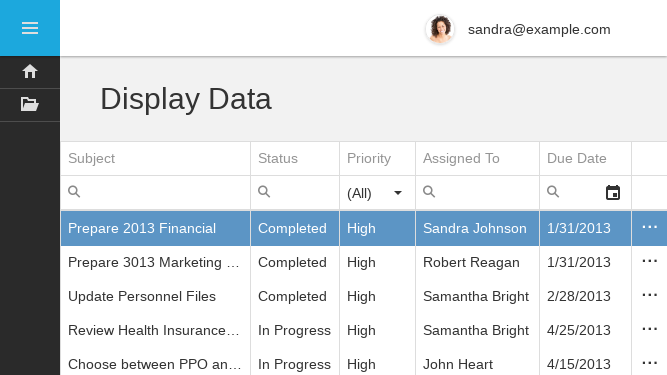 sandra@example.com
Display Data
Subject Status Priority Assigned To Due Date
(All)
Prepare 2013 Financial Completed High Sandra Johnson 1/31/2013 ...
Prepare 3013 Marketing … Completed High Robert Reagan 1/31/2013 ...
Update Personnel Files Completed High Samantha Bright 2/28/2013 ...
Review Health Insurance… In Progress High Samantha Bright 4/25/2013 ...
Choose between PPO an… In Progress High John Heart 4/15/2013 ...